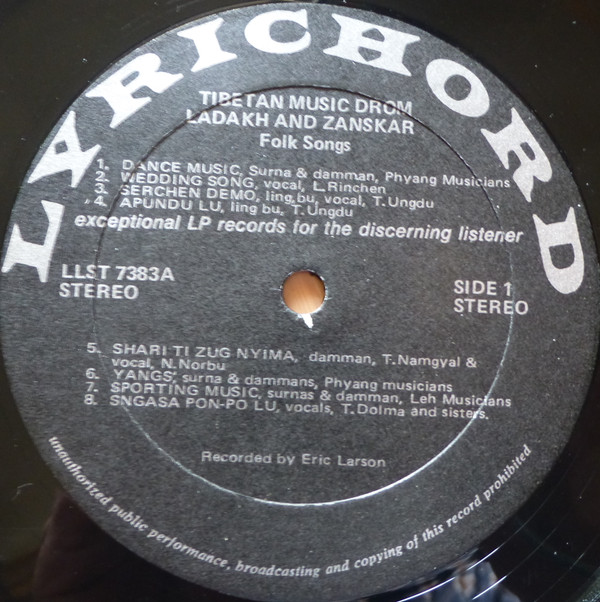 LYRICHORD
TIBETAN MUSIC DROM
LADAKH AND ZANSKAR
Folk Songs
1. DANCE MUSIC, Surna & damman, Phyang Musicians
2. WEDDING SONG, vocal, L.Rinchen
3. SERCHEN DEMO, ling bu, vocal, T.Ungdu
4. APUNDU LU, ling bu, T.Ungdu
exceptional LP records for the discerning listener
LLST 7383A
STEREO
SIDE 1
STEREO
5. SHARI TI ZUG NYIMA, damman, T.Namgyal &
vocal, N.Norbu
6. YANGS, surna & dammans, Phyang musicians
7. SPORTING MUSIC, surnas & damman, Leh Musicians
8. SNGASA PON-PO LU, vocals, T.Dolma and sisters.
Recorded by Eric Larson
unauthorized public performance, broadcasting and copying of this record prohibited